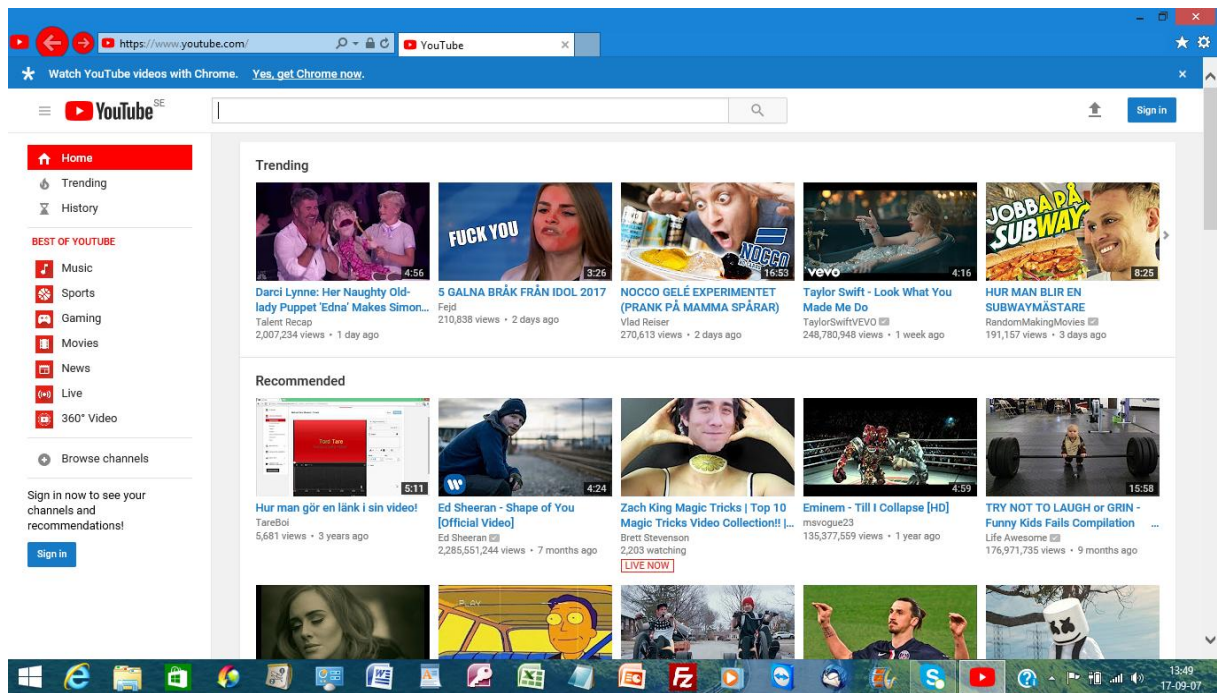 https://www.youtube.com/
YouTube
Watch YouTube videos with Chrome. Yes, get Chrome now.
YouTube SE
Sign in
Home
Trending
History
BEST OF YOUTUBE
Music
Sports
Gaming
Movies
News
Live
360° Video
Browse channels
Sign in now to see your
channels and
recommendations!
Sign in
Trending
4:56
Darci Lynne: Her Naughty Old-
lady Puppet 'Edna' Makes Simon...
Talent Recap
2,007,234 views • 1 day ago
FUCK YOU
3:26
5 GALNA BRÅK FRÅN IDOL 2017
Fejd
210,838 views • 2 days ago
NOCCO
16:53
NOCCO GELÉ EXPERIMENTET
(PRANK PÅ MAMMA SPÅRAR)
Vlad Reiser
270,613 views • 2 days ago
vevo
4:16
Taylor Swift - Look What You
Made Me Do
TaylorSwiftVEVO
248,780,948 views • 1 week ago
JOBBA PÅ
SUBWAY
8:25
HUR MAN BLIR EN
SUBWAYMÄSTARE
RandomMakingMovies
191,157 views • 3 days ago
Recommended
Tord Tare
5:11
Hur man gör en länk i sin video!
TareBoi
5,681 views • 3 years ago
4:24
Ed Sheeran - Shape of You
[Official Video]
Ed Sheeran
2,285,551,244 views • 7 months ago
Zach King Magic Tricks | Top 10
Magic Tricks Video Collection!! |...
Brett Stevenson
2,203 watching
LIVE NOW
4:59
Eminem - Till I Collapse [HD]
msvogue23
135,377,559 views • 1 year ago
15:58
TRY NOT TO LAUGH or GRIN -
Funny Kids Fails Compilation ...
Life Awesome
176,971,735 views • 9 months ago
PLAY
13:49
17-09-07